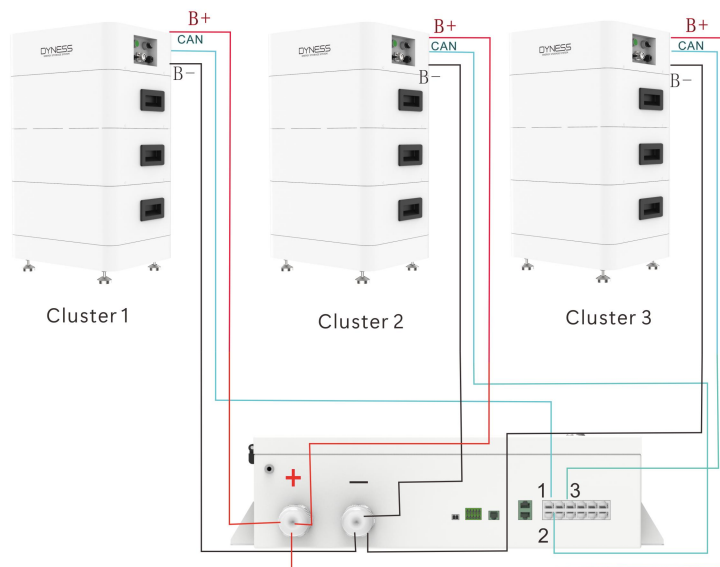 B+
CAN
B-
DYNESS
B+
CAN
B-
DYNESS
B+
CAN
B-
DYNESS
Cluster 1
Cluster 2
Cluster 3
+
—
1 3
2